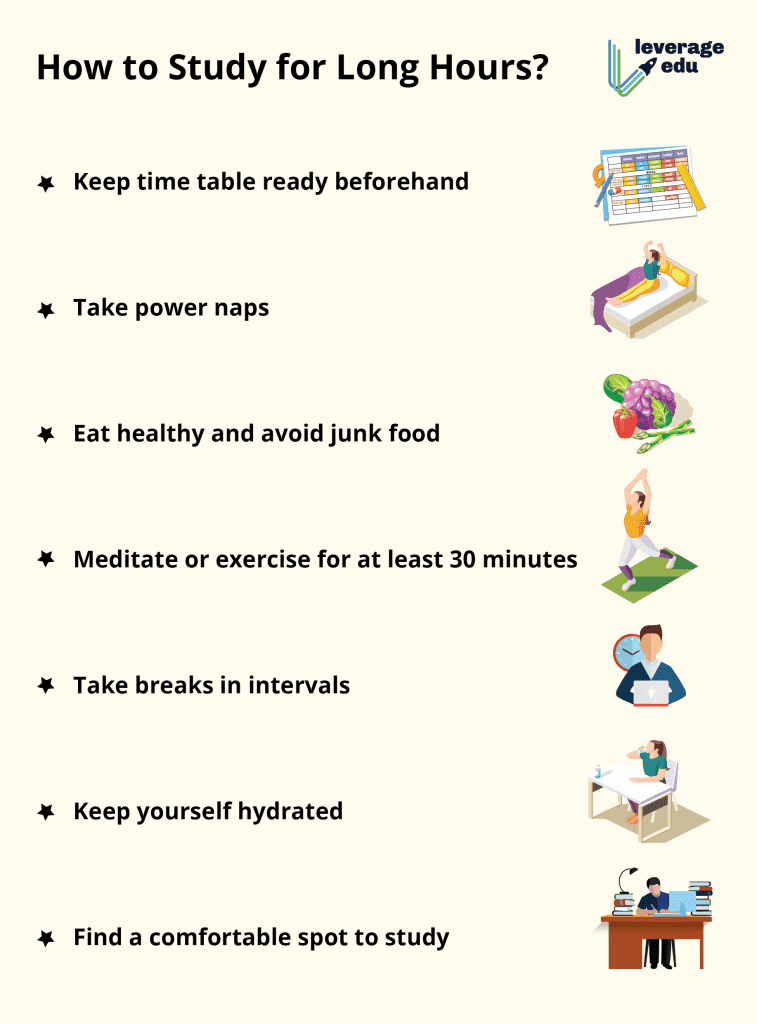 How to Study for Long Hours?
leverage
edu
Keep time table ready beforehand
Take power naps
Eat healthy and avoid junk food
Meditate or exercise for at least 30 minutes
Take breaks in intervals
Keep yourself hydrated
Find a comfortable spot to study